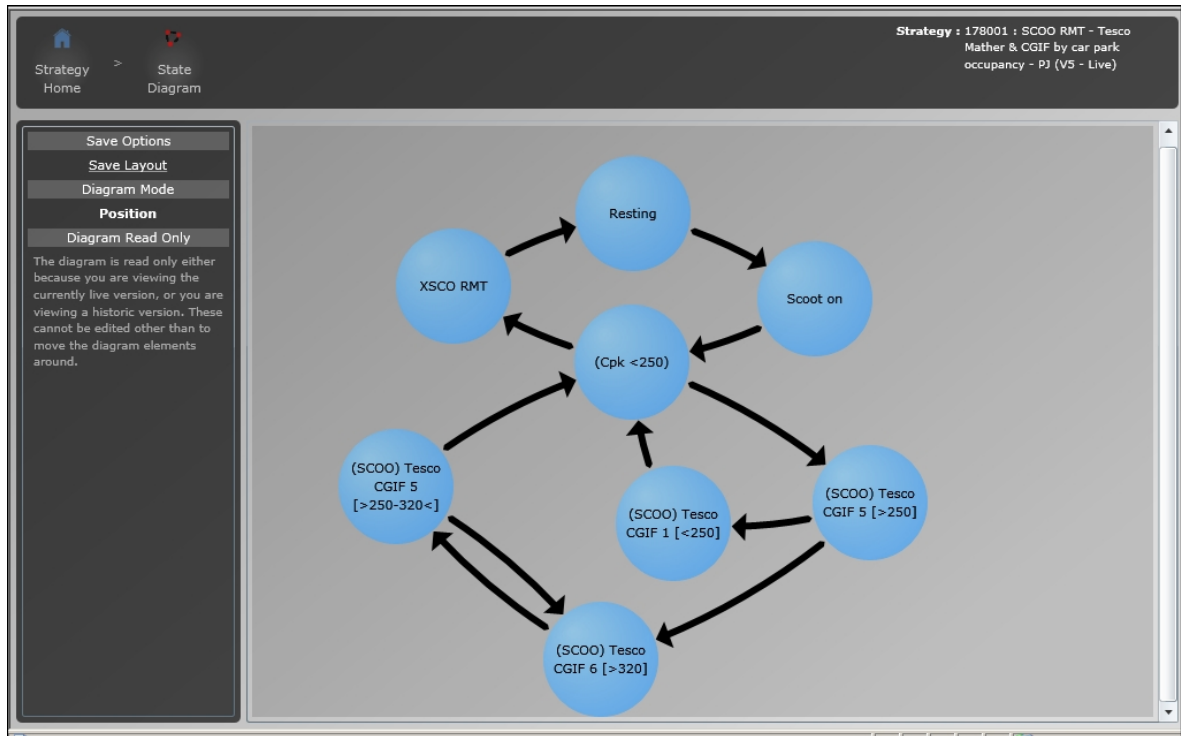 Strategy : 178001 : SCOO RMT - Tesco
Mather & CGIF by car park
occupancy - PJ (V5 - Live)
Strategy
Home
>
State
Diagram
Save Options
Save Layout
Diagram Mode
Position
Diagram Read Only
The diagram is read only either
because you are viewing the
currently live version, or you are
viewing a historic version. These
cannot be edited other than to
move the diagram elements
around.
Resting
XSCO RMT
Scoot on
(Cpk <250)
(SCOO) Tesco
CGIF 5
[>250-320<]
(SCOO) Tesco
CGIF 1 [<250]
(SCOO) Tesco
CGIF 5 [>250]
(SCOO) Tesco
CGIF 6 [>320]